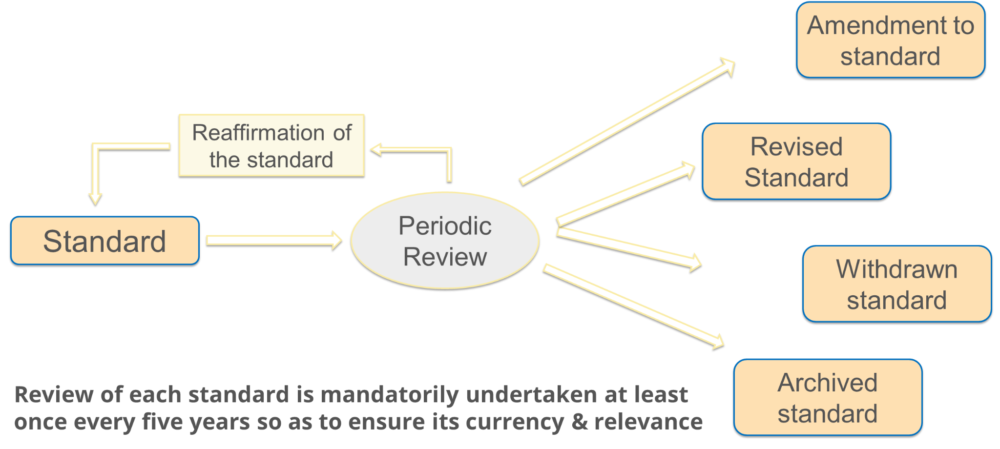 Amendment to
standard
Reaffirmation of
the standard
Revised
Standard
Standard
Periodic
Review
Withdrawn
standard
Archived
standard
Review of each standard is mandatorily undertaken at least
once every five years so as to ensure its currency & relevance